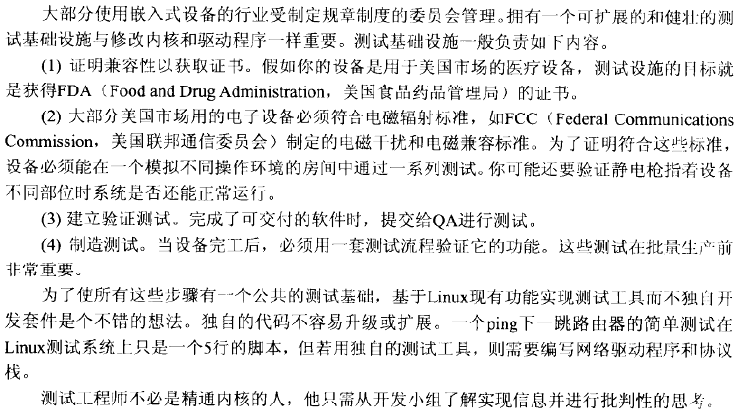 大部分使用嵌入式设备的行业受制定规章制度的委员会管理。拥有一个可扩展的和健壮的测
试基础设施与修改内核和驱动程序一样重要。测试基础设施一般负责如下内容。
(1) 证明兼容性以获取证书。假如你的设备是用于美国市场的医疗设备，测试设施的目标就
是获得FDA（Food and Drug Administration，美国食品药品管理局）的证书。
(2) 大部分美国市场用的电子设备必须符合电磁辐射标准，如FCC（Federal Communications
Commission，美国联邦通信委员会）制定的电磁干扰和电磁兼容标准。为了证明符合这些标准，
设备必须能在一个模拟不同操作环境的房间中通过一系列测试。你可能还要验证静电枪指着设备
不同部位时系统是否还能正常运行。
(3) 建立验证测试。完成了可交付的软件时，提交给QA进行测试。
(4) 制造测试。当设备完工后，必须用一套测试流程验证它的功能。这些测试在批量生产前
非常重要。
为了使所有这些步骤有一个公共的测试基础，基于Linux现有功能实现测试工具而不独自开
发套件是个不错的想法。独自的代码不容易升级或扩展。一个ping下一跳路由器的简单测试在
Linux测试系统上只是一个5行的脚本，但若用独自的测试工具，则需要编写网络驱动程序和协议
栈。
测试工程师不必是精通内核的人，他只需从开发小组了解实现信息并进行批判性的思考。